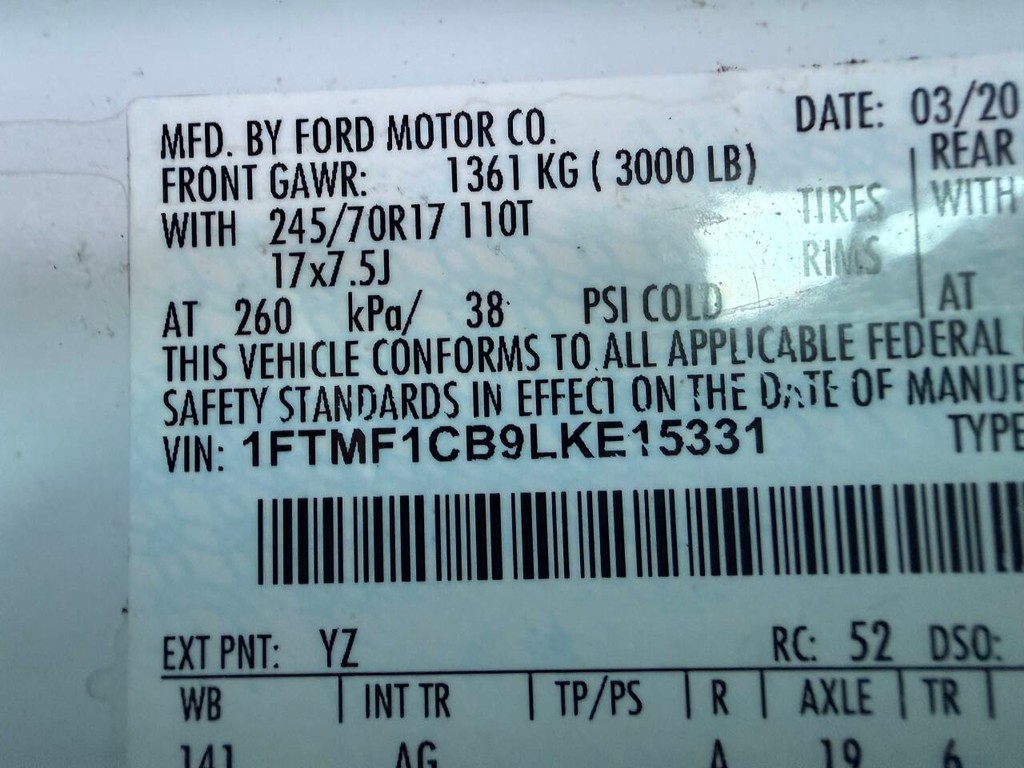 MFD. BY FORD MOTOR CO. DATE: 03/20
FRONT GAWR: 1361 KG ( 3000 LB) REAR
WITH 245/70R17 110T TIRES WITH
17x7.5J RIMS
AT 260 kPa/ 38 PSI COLD AT
THIS VEHICLE CONFORMS TO ALL APPLICABLE FEDERAL
SAFETY STANDARDS IN EFFECT ON THE DATE OF MANUF
VIN: 1FTMF1CB9LKE15331 TYPE
EXT PNT: YZ RC: 52 DSO:
WB INT TR TP/PS R AXLE TR
141 AG A 19 6